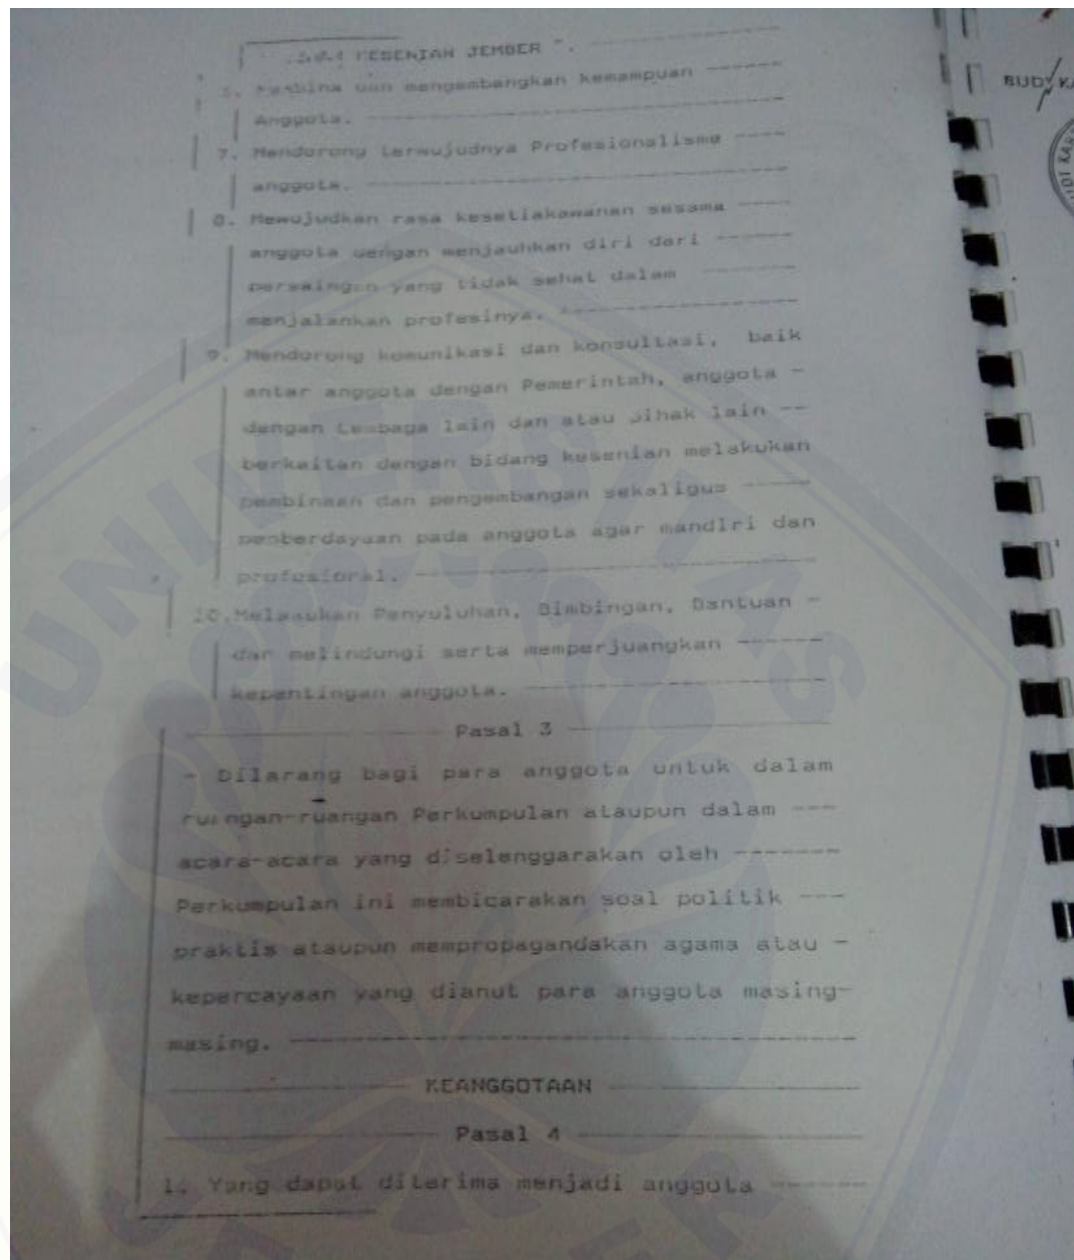 KESENIAN JEMBER ". -----------
6. Membina dan mengembangkan kemampuan ------
Anggota. -----------------------------
7. Mendorong terwujudnya Profesionalisme ----
anggota. -----------------------------
8. Mewujudkan rasa kesetiakawanan sesama ----
anggota dengan menjauhkan diri dari ------
persaingan yang tidak sehat dalam -------
menjalankan profesinya. -----------------
9. Mendorong komunikasi dan konsultasi, baik
antar anggota dengan Pemerintah, anggota -
dengan Lembaga lain dan atau pihak lain --
berkaitan dengan bidang kesenian melakukan
pembinaan dan pengembangan sekaligus -----
pemberdayaan pada anggota agar mandiri dan
profesional. -----------------------------
10.Melakukan Penyuluhan, Bimbingan, Bantuan -
dan melindungi serta memperjuangkan ------
kepentingan anggota. ---------------------
Pasal 3
- Dilarang bagi para anggota untuk dalam
ruangan-ruangan Perkumpulan ataupun dalam ---
acara-acara yang diselenggarakan oleh -------
Perkumpulan ini membicarakan soal politik ---
praktis ataupun mempropagandakan agama atau -
kepercayaan yang dianut para anggota masing-
masing. -------------------------------------
KEANGGOTAAN
Pasal 4
1. Yang dapat diterima menjadi anggota ------
BUDY
UNIVERSITAS